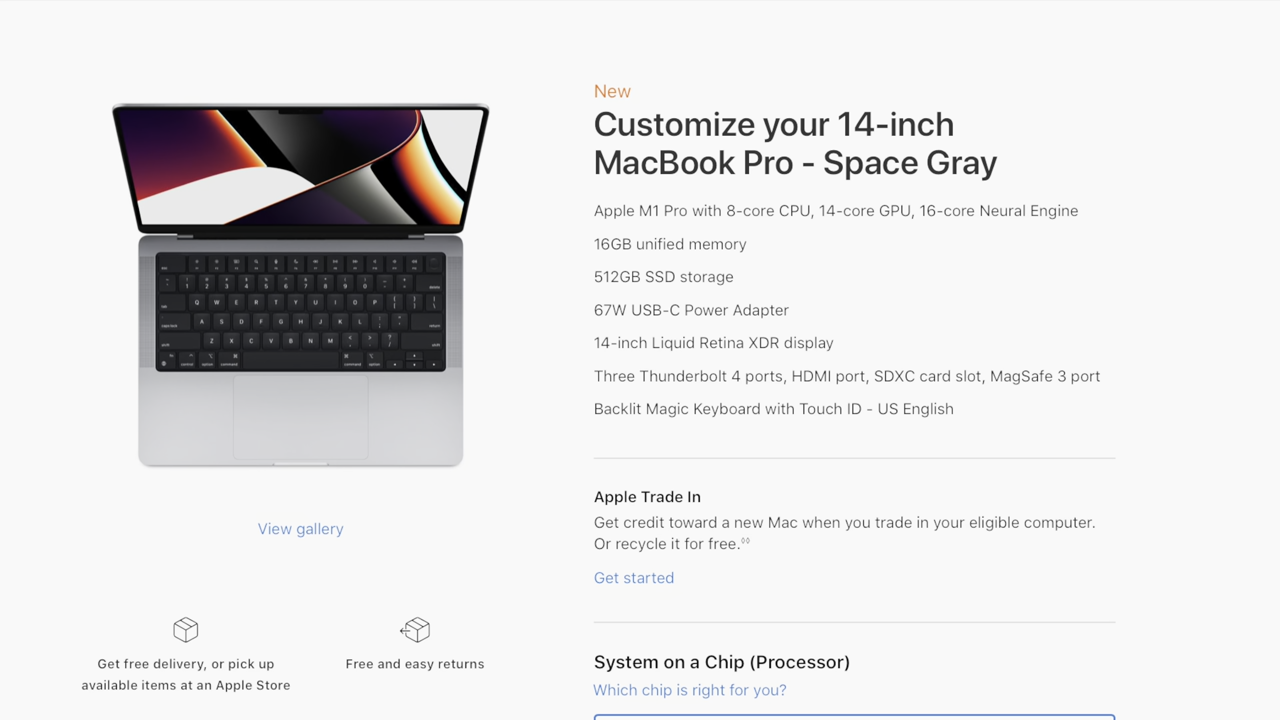 New
Customize your 14-inch
MacBook Pro - Space Gray
Apple M1 Pro with 8-core CPU, 14-core GPU, 16-core Neural Engine
16GB unified memory
512GB SSD storage
67W USB-C Power Adapter
14-inch Liquid Retina XDR display
Three Thunderbolt 4 ports, HDMI port, SDXC card slot, MagSafe 3 port
Backlit Magic Keyboard with Touch ID - US English
View gallery
Get free delivery, or pick up
available items at an Apple Store
Free and easy returns
Apple Trade In
Get credit toward a new Mac when you trade in your eligible computer.
Or recycle it for free.◊◊
Get started
System on a Chip (Processor)
Which chip is right for you?